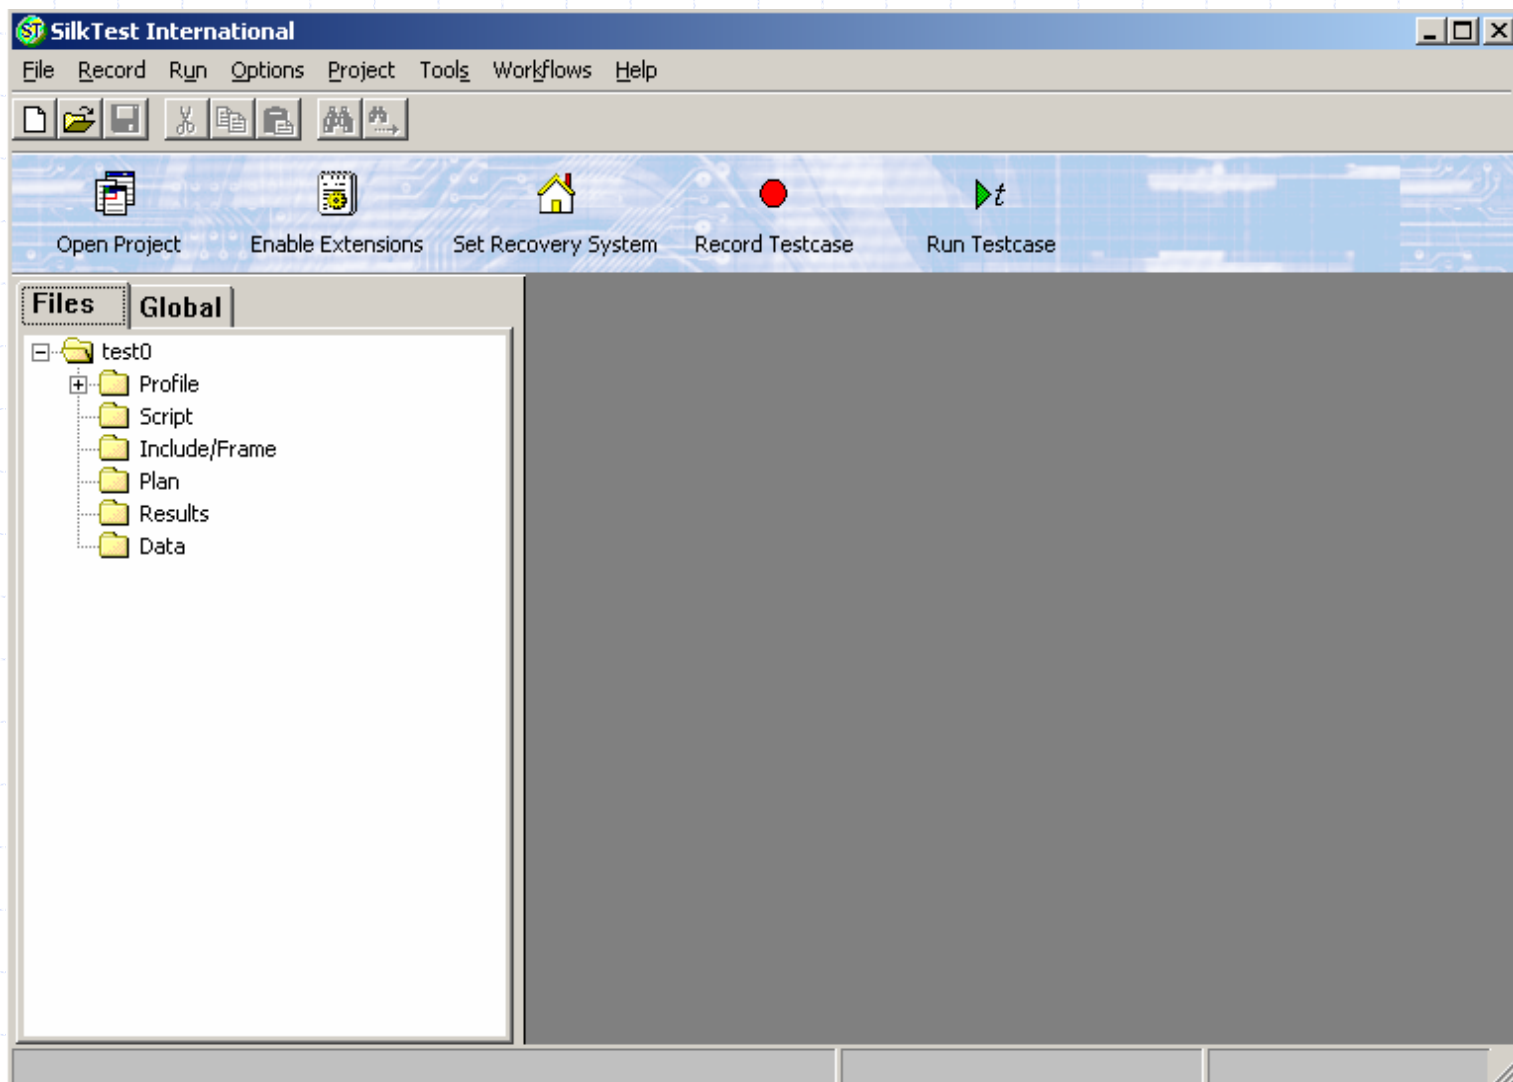 SilkTest International
File Record Run Options Project Tools Workflows Help
Open Project Enable Extensions Set Recovery System Record Testcase Run Testcase
Files Global
test0
Profile
Script
Include/Frame
Plan
Results
Data